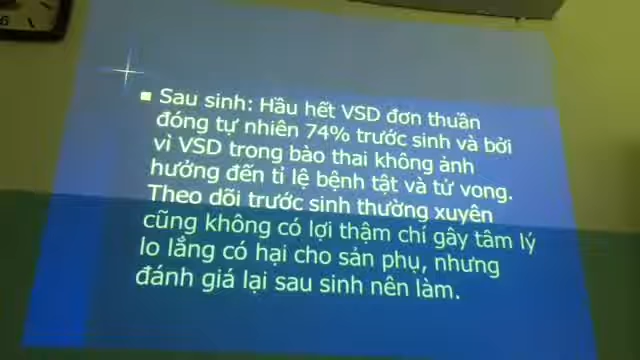 Sau sinh: Hầu hết VSD đơn thuần
đóng tự nhiên 74% trước sinh và bởi
vì VSD trong bào thai không ảnh
hưởng đến tỉ lệ bệnh tật và tử vong.
Theo dõi trước sinh thường xuyên
cũng không có lợi thậm chí gây tâm lý
lo lắng có hại cho sản phụ, nhưng
đánh giá lại sau sinh nên làm.